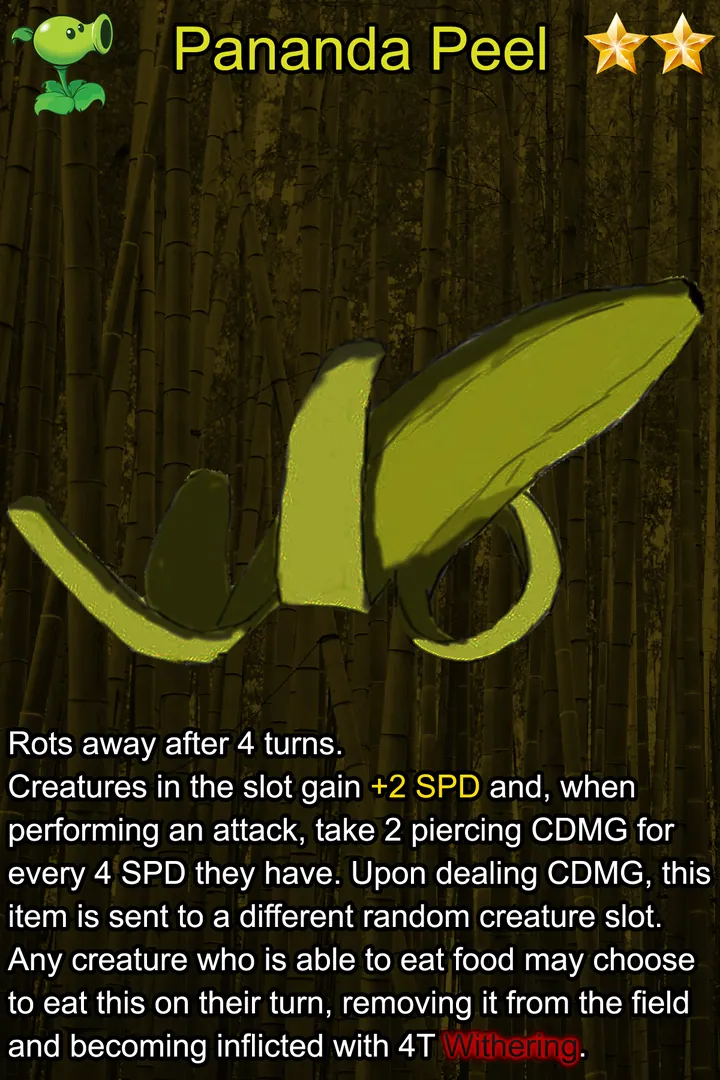 Pananda Peel
Rots away after 4 turns.
Creatures in the slot gain +2 SPD and, when
performing an attack, take 2 piercing CDMG for
every 4 SPD they have. Upon dealing CDMG, this
item is sent to a different random creature slot.
Any creature who is able to eat food may choose
to eat this on their turn, removing it from the field
and becoming inflicted with 4T Withering.